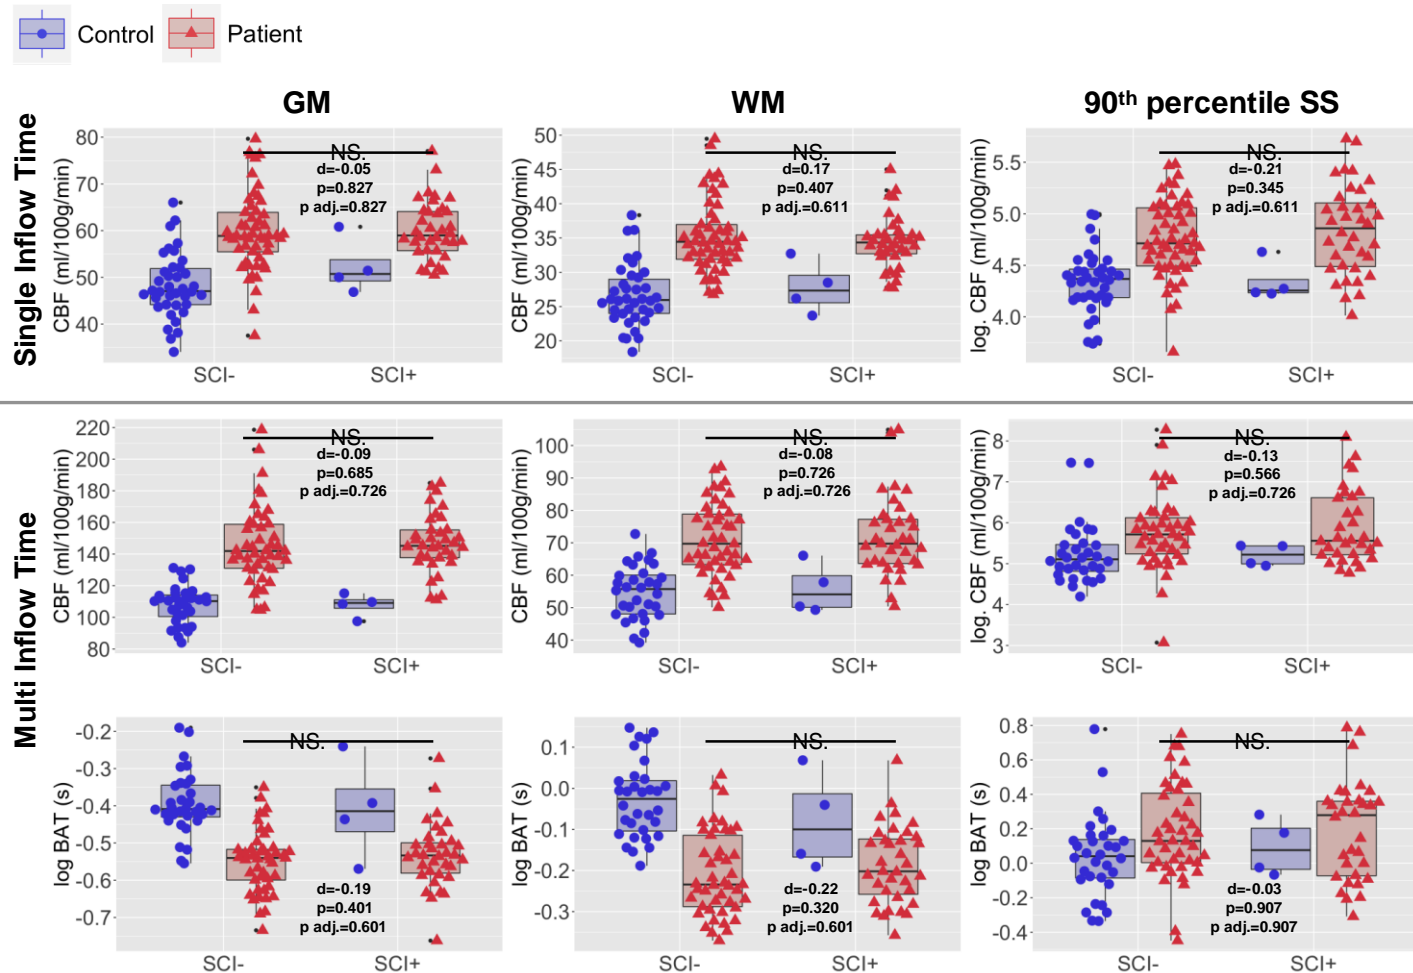 Control Patient
GM WM 90th percentile SS
Single Inflow Time
CBF (ml/100g/min)
80
70
60
50
40
NS.
d=-0.05
p=0.827
p adj.=0.827
SCI- SCI+
CBF (ml/100g/min)
50
45
40
35
30
25
20
NS.
d=0.17
p=0.407
p adj.=0.611
SCI- SCI+
log. CBF (ml/100g/min)
5.5
5.0
4.5
4.0
NS.
d=-0.21
p=0.345
p adj.=0.611
SCI- SCI+
Multi Inflow Time
CBF (ml/100g/min)
220
200
180
160
140
120
100
80
NS.
d=-0.09
p=0.685
p adj.=0.726
SCI- SCI+
CBF (ml/100g/min)
100
90
80
70
60
50
40
NS.
d=-0.08
p=0.726
p adj.=0.726
SCI- SCI+
log. CBF (ml/100g/min)
8
7
6
5
4
3
NS.
d=-0.13
p=0.566
p adj.=0.726
SCI- SCI+
log BAT (s)
-0.2
-0.3
-0.4
-0.5
-0.6
-0.7
NS.
d=-0.19
p=0.401
p adj.=0.601
SCI- SCI+
log BAT (s)
0.1
0.0
-0.1
-0.2
-0.3
NS.
d=-0.22
p=0.320
p adj.=0.601
SCI- SCI+
log BAT (s)
0.8
0.6
0.4
0.2
0.0
-0.2
-0.4
NS.
d=-0.03
p=0.907
p adj.=0.907
SCI- SCI+